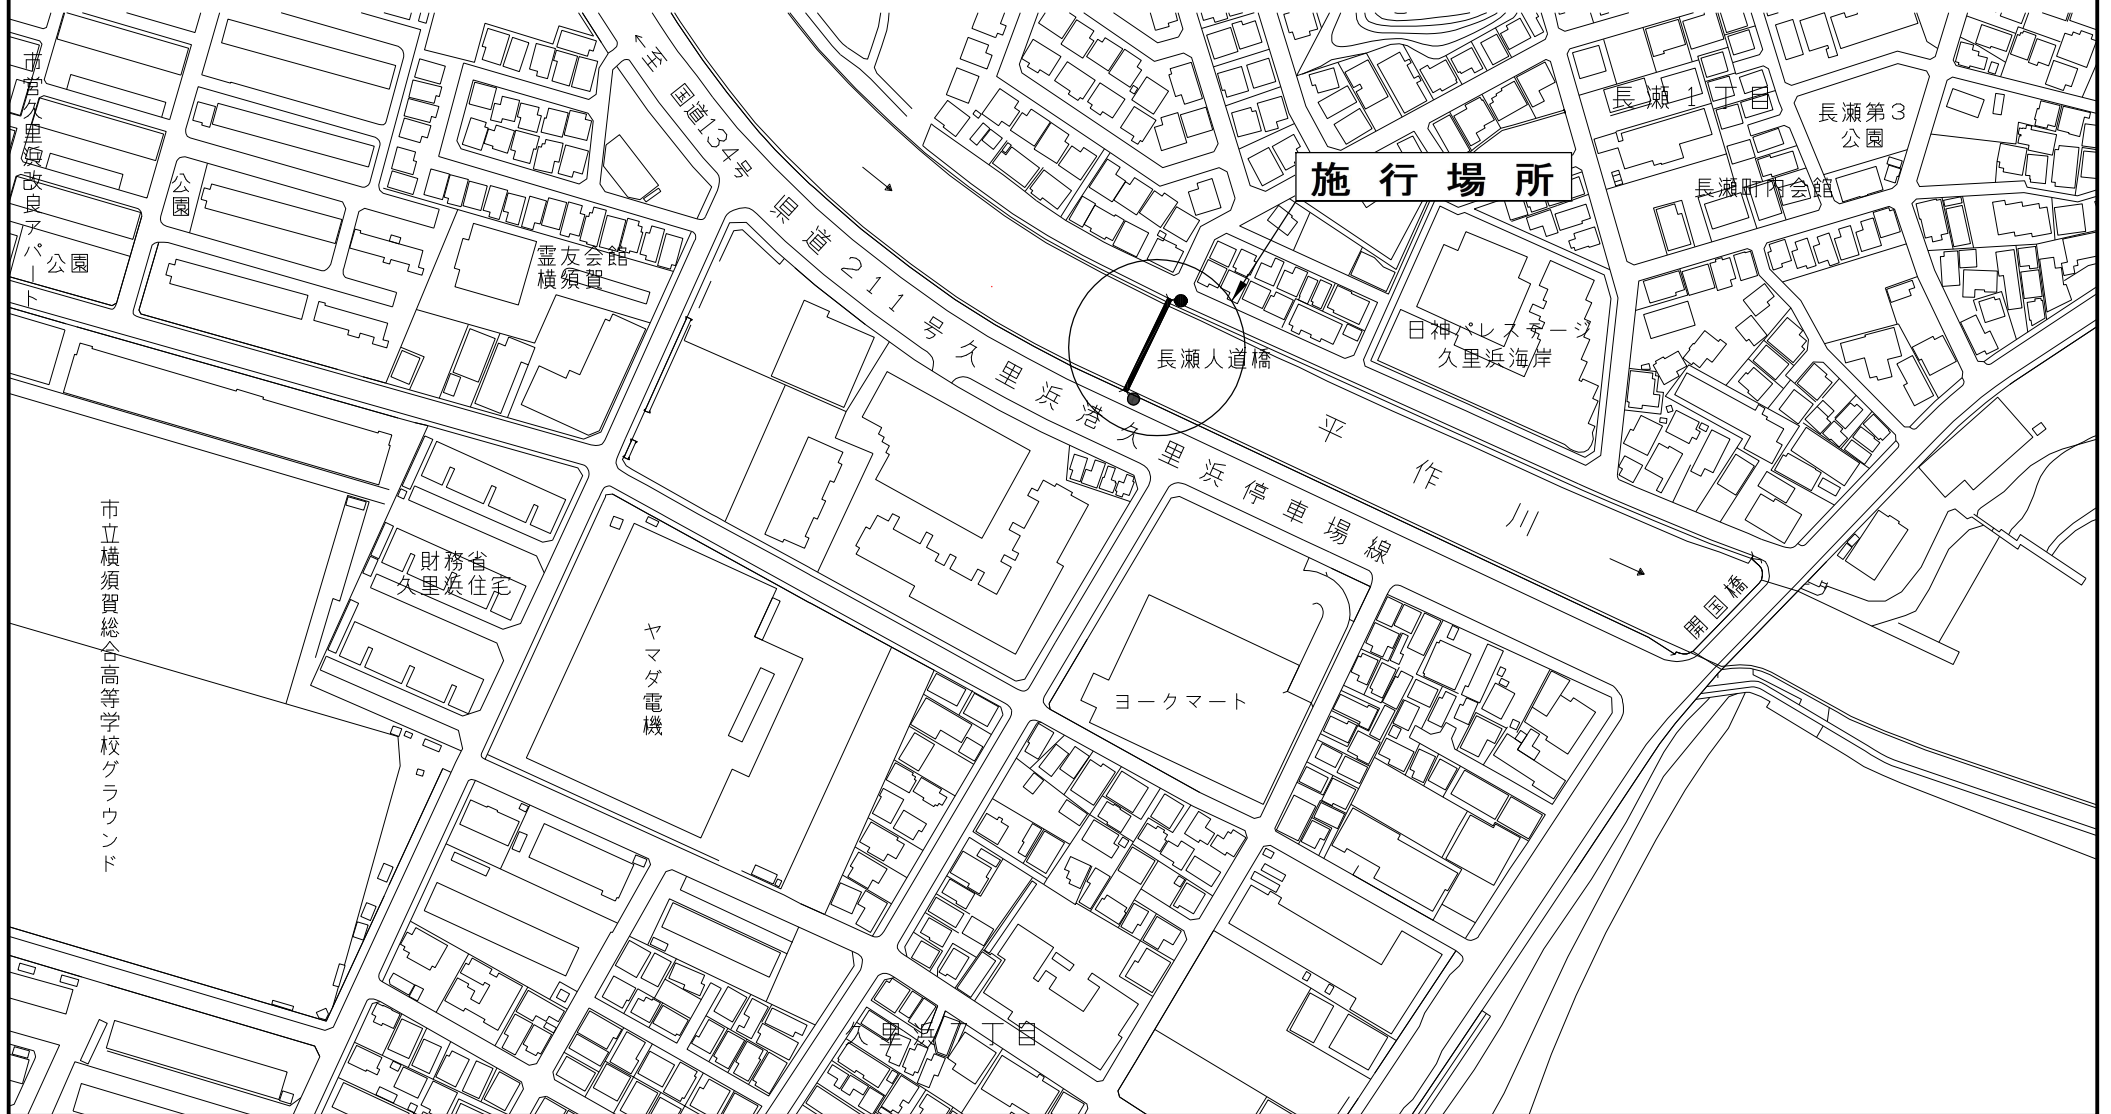 市営久里浜改良アパート
公園
公園
←至 国道134号
霊友会館
横須賀
県道211号久里浜港久里浜停車場線
施行場所
長瀬1丁目
長瀬第3
公園
長瀬町内会館
日神パレステージ
久里浜海岸
長瀬人道橋
平作川
開国橋
市立横須賀総合高等学校グラウンド
財務省
久里浜住宅
ヤマダ電機
ヨークマート
久里浜7丁目